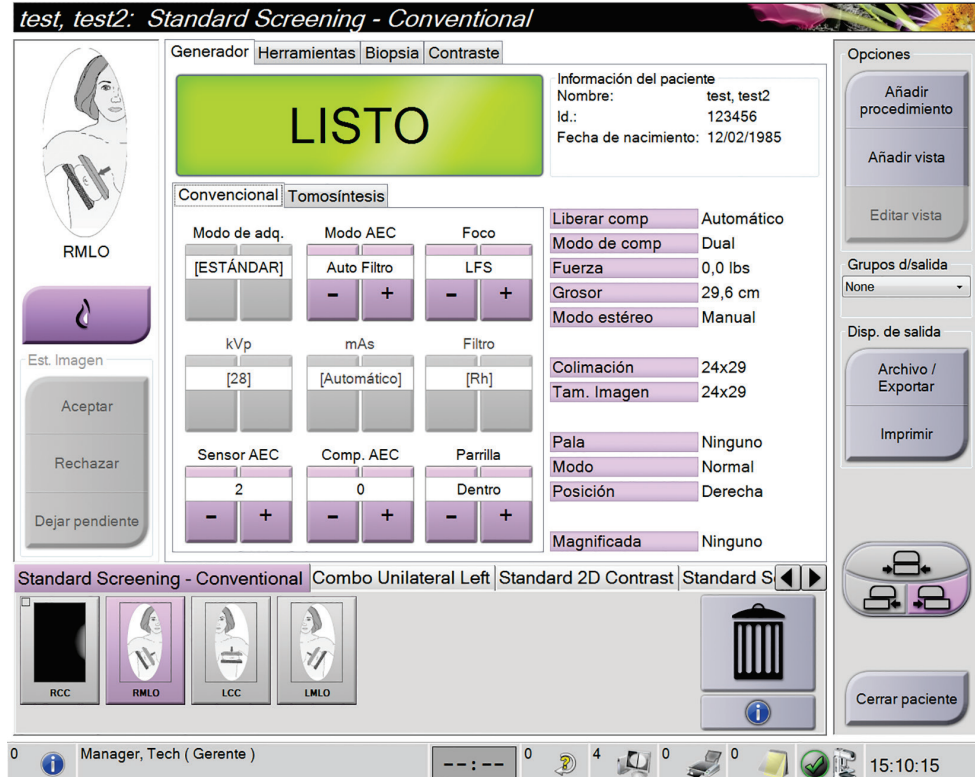 test, test2: Standard Screening - Conventional
RMLO
Est. Imagen
Aceptar
Rechazar
Dejar pendiente
Generador Herramientas Biopsia Contraste
LISTO
Información del paciente
Nombre: test, test2
Id.: 123456
Fecha de nacimiento: 12/02/1985
Convencional Tomosíntesis
Modo de adq. Modo AEC Foco
[ESTÁNDAR] Auto Filtro LFS
- + - +
kVp mAs Filtro
[28] [Automático] [Rh]
Sensor AEC Comp. AEC Parrilla
2 0 Dentro
- + - + - +
Liberar comp Automático
Modo de comp Dual
Fuerza 0,0 lbs
Grosor 29,6 cm
Modo estéreo Manual
Colimación 24x29
Tam. Imagen 24x29
Pala Ninguno
Modo Normal
Posición Derecha
Magnificada Ninguno
Opciones
Añadir
procedimiento
Añadir vista
Editar vista
Grupos d/salida
None
Disp. de salida
Archivo /
Exportar
Imprimir
Cerrar paciente
Standard Screening - Conventional Combo Unilateral Left Standard 2D Contrast Standard S
RCC RMLO LCC LMLO
0 Manager, Tech ( Gerente ) --:-- 0 4 0 0 15:10:15